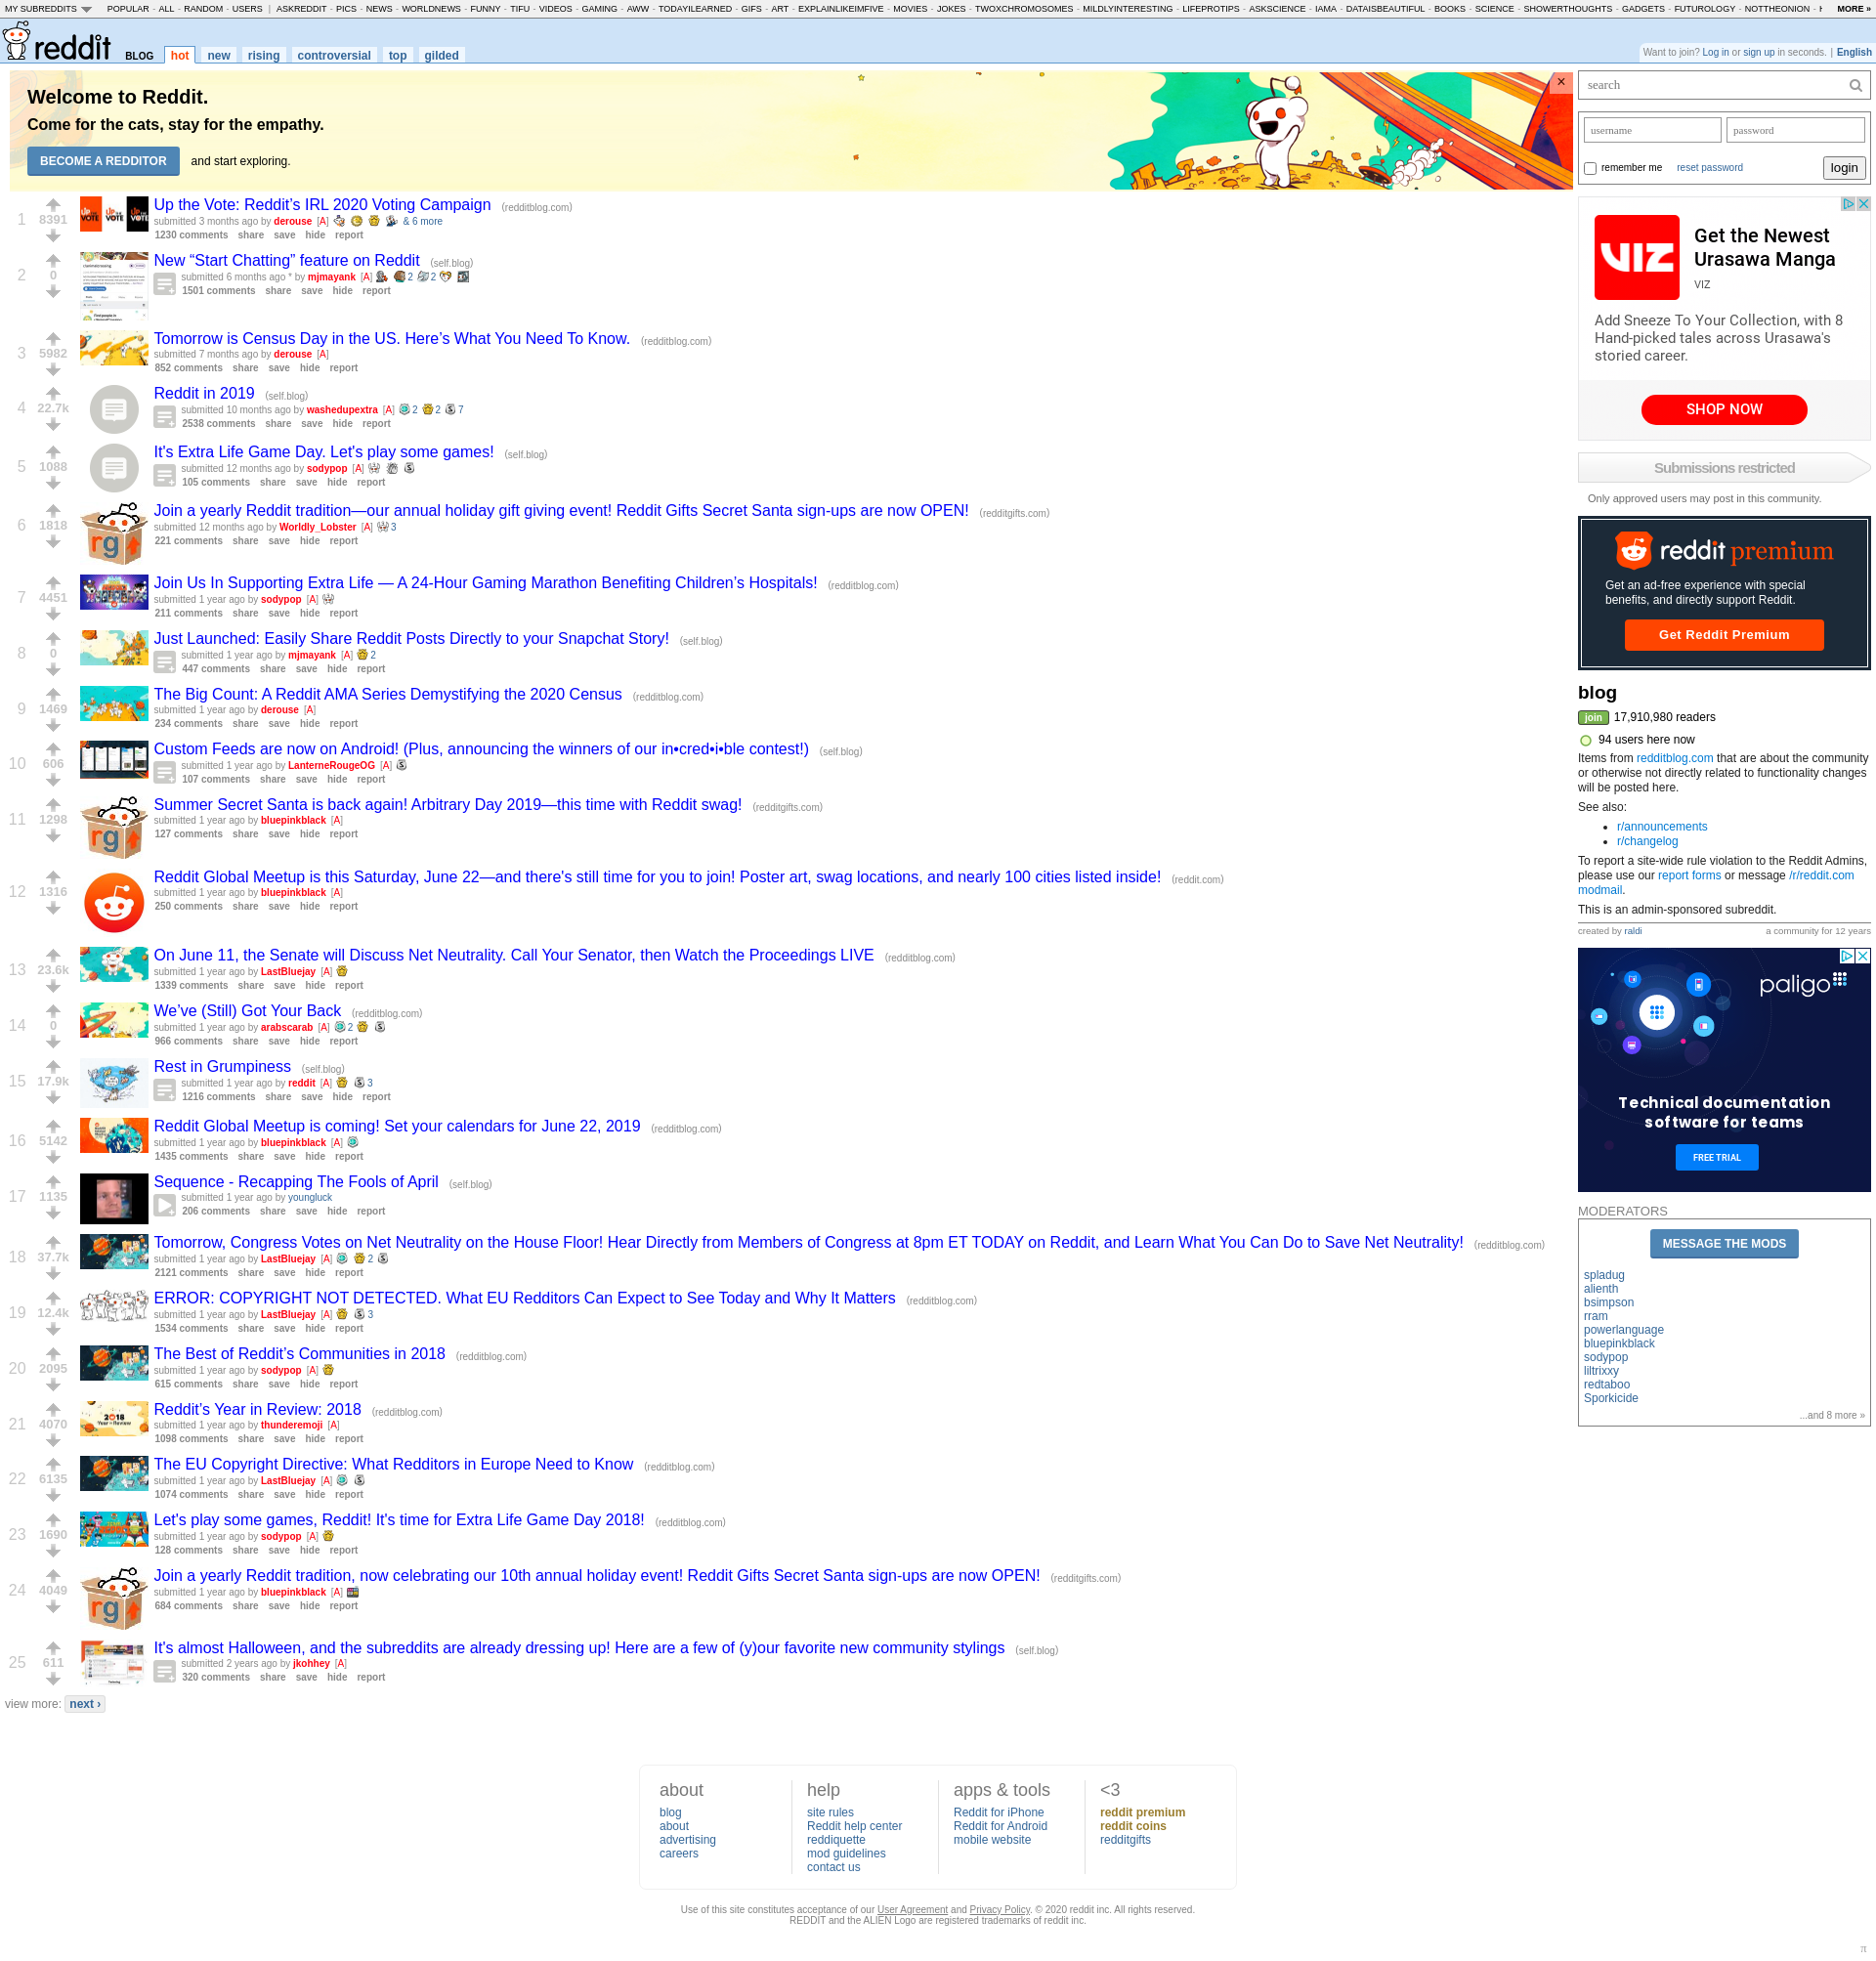 MY SUBREDDITS POPULAR - ALL - RANDOM - USERS | ASKREDDIT - PICS - NEWS - WORLDNEWS - FUNNY - TIFU - VIDEOS - GAMING - AWW - TODAYILEARNED - GIFS - ART - EXPLAINLIKEIMFIVE - MOVIES - JOKES - TWOXCHROMOSOMES - MILDLYINTERESTING - LIFEPROTIPS - ASKSCIENCE - IAMA - DATAISBEAUTIFUL - BOOKS - SCIENCE - SHOWERTHOUGHTS - GADGETS - FUTUROLOGY - NOTTHEONION - MORE »
reddit BLOG hot new rising controversial top gilded
Want to join? Log in or sign up in seconds. | English
Welcome to Reddit.
Come for the cats, stay for the empathy.
BECOME A REDDITOR and start exploring.
×
1 8391 Up the Vote: Reddit’s IRL 2020 Voting Campaign (redditblog.com)
submitted 3 months ago by derouse [A] & 6 more
1230 comments share save hide report
2 0 New “Start Chatting” feature on Reddit (self.blog)
submitted 6 months ago * by mjmayank [A] 2 2
1501 comments share save hide report
3 5982 Tomorrow is Census Day in the US. Here’s What You Need To Know. (redditblog.com)
submitted 7 months ago by derouse [A]
852 comments share save hide report
4 22.7k Reddit in 2019 (self.blog)
submitted 10 months ago by washedupextra [A] 2 2 7
2538 comments share save hide report
5 1088 It's Extra Life Game Day. Let's play some games! (self.blog)
submitted 12 months ago by sodypop [A]
105 comments share save hide report
6 1818 Join a yearly Reddit tradition—our annual holiday gift giving event! Reddit Gifts Secret Santa sign-ups are now OPEN! (redditgifts.com)
submitted 12 months ago by Worldly_Lobster [A] 3
221 comments share save hide report
7 4451 Join Us In Supporting Extra Life — A 24-Hour Gaming Marathon Benefiting Children’s Hospitals! (redditblog.com)
submitted 1 year ago by sodypop [A]
211 comments share save hide report
8 0 Just Launched: Easily Share Reddit Posts Directly to your Snapchat Story! (self.blog)
submitted 1 year ago by mjmayank [A] 2
447 comments share save hide report
9 1469 The Big Count: A Reddit AMA Series Demystifying the 2020 Census (redditblog.com)
submitted 1 year ago by derouse [A]
234 comments share save hide report
10 606 Custom Feeds are now on Android! (Plus, announcing the winners of our in•cred•i•ble contest!) (self.blog)
submitted 1 year ago by LanterneRougeOG [A]
107 comments share save hide report
11 1298 Summer Secret Santa is back again! Arbitrary Day 2019—this time with Reddit swag! (redditgifts.com)
submitted 1 year ago by bluepinkblack [A]
127 comments share save hide report
12 1316 Reddit Global Meetup is this Saturday, June 22—and there's still time for you to join! Poster art, swag locations, and nearly 100 cities listed inside! (reddit.com)
submitted 1 year ago by bluepinkblack [A]
250 comments share save hide report
13 23.6k On June 11, the Senate will Discuss Net Neutrality. Call Your Senator, then Watch the Proceedings LIVE (redditblog.com)
submitted 1 year ago by LastBluejay [A]
1339 comments share save hide report
14 0 We’ve (Still) Got Your Back (redditblog.com)
submitted 1 year ago by arabscarab [A] 2
966 comments share save hide report
15 17.9k Rest in Grumpiness (self.blog)
submitted 1 year ago by reddit [A] 3
1216 comments share save hide report
16 5142 Reddit Global Meetup is coming! Set your calendars for June 22, 2019 (redditblog.com)
submitted 1 year ago by bluepinkblack [A]
1435 comments share save hide report
17 1135 Sequence - Recapping The Fools of April (self.blog)
submitted 1 year ago by youngluck
206 comments share save hide report
18 37.7k Tomorrow, Congress Votes on Net Neutrality on the House Floor! Hear Directly from Members of Congress at 8pm ET TODAY on Reddit, and Learn What You Can Do to Save Net Neutrality! (redditblog.com)
submitted 1 year ago by LastBluejay [A] 2
2121 comments share save hide report
19 12.4k ERROR: COPYRIGHT NOT DETECTED. What EU Redditors Can Expect to See Today and Why It Matters (redditblog.com)
submitted 1 year ago by LastBluejay [A] 3
1534 comments share save hide report
20 2095 The Best of Reddit’s Communities in 2018 (redditblog.com)
submitted 1 year ago by sodypop [A]
615 comments share save hide report
21 4070 Reddit’s Year in Review: 2018 (redditblog.com)
submitted 1 year ago by thunderemoji [A]
1098 comments share save hide report
22 6135 The EU Copyright Directive: What Redditors in Europe Need to Know (redditblog.com)
submitted 1 year ago by LastBluejay [A]
1074 comments share save hide report
23 1690 Let's play some games, Reddit! It's time for Extra Life Game Day 2018! (redditblog.com)
submitted 1 year ago by sodypop [A]
128 comments share save hide report
24 4049 Join a yearly Reddit tradition, now celebrating our 10th annual holiday event! Reddit Gifts Secret Santa sign-ups are now OPEN! (redditgifts.com)
submitted 1 year ago by bluepinkblack [A]
684 comments share save hide report
25 611 It's almost Halloween, and the subreddits are already dressing up! Here are a few of (y)our favorite new community stylings (self.blog)
submitted 2 years ago by jkohhey [A]
320 comments share save hide report
view more: next ›
search
username password
remember me reset password login
VIZ
Get the Newest
Urasawa Manga
VIZ
Add Sneeze To Your Collection, with 8
Hand-picked tales across Urasawa's
storied career.
SHOP NOW
Submissions restricted
Only approved users may post in this community.
reddit premium
Get an ad-free experience with special
benefits, and directly support Reddit.
Get Reddit Premium
blog
join 17,910,980 readers
94 users here now
Items from redditblog.com that are about the community
or otherwise not directly related to functionality changes
will be posted here.
See also:
• r/announcements
• r/changelog
To report a site-wide rule violation to the Reddit Admins,
please use our report forms or message /r/reddit.com
modmail.
This is an admin-sponsored subreddit.
created by raldi a community for 12 years
paligo
Technical documentation
software for teams
FREE TRIAL
MODERATORS
MESSAGE THE MODS
spladug
alienth
bsimpson
rram
powerlanguage
bluepinkblack
sodypop
liltrixxy
redtaboo
Sporkicide
...and 8 more »
about
blog
about
advertising
careers
help
site rules
Reddit help center
reddiquette
mod guidelines
contact us
apps & tools
Reddit for iPhone
Reddit for Android
mobile website
<3
reddit premium
reddit coins
redditgifts
Use of this site constitutes acceptance of our User Agreement and Privacy Policy. © 2020 reddit inc. All rights reserved.
REDDIT and the ALIEN Logo are registered trademarks of reddit inc.
π